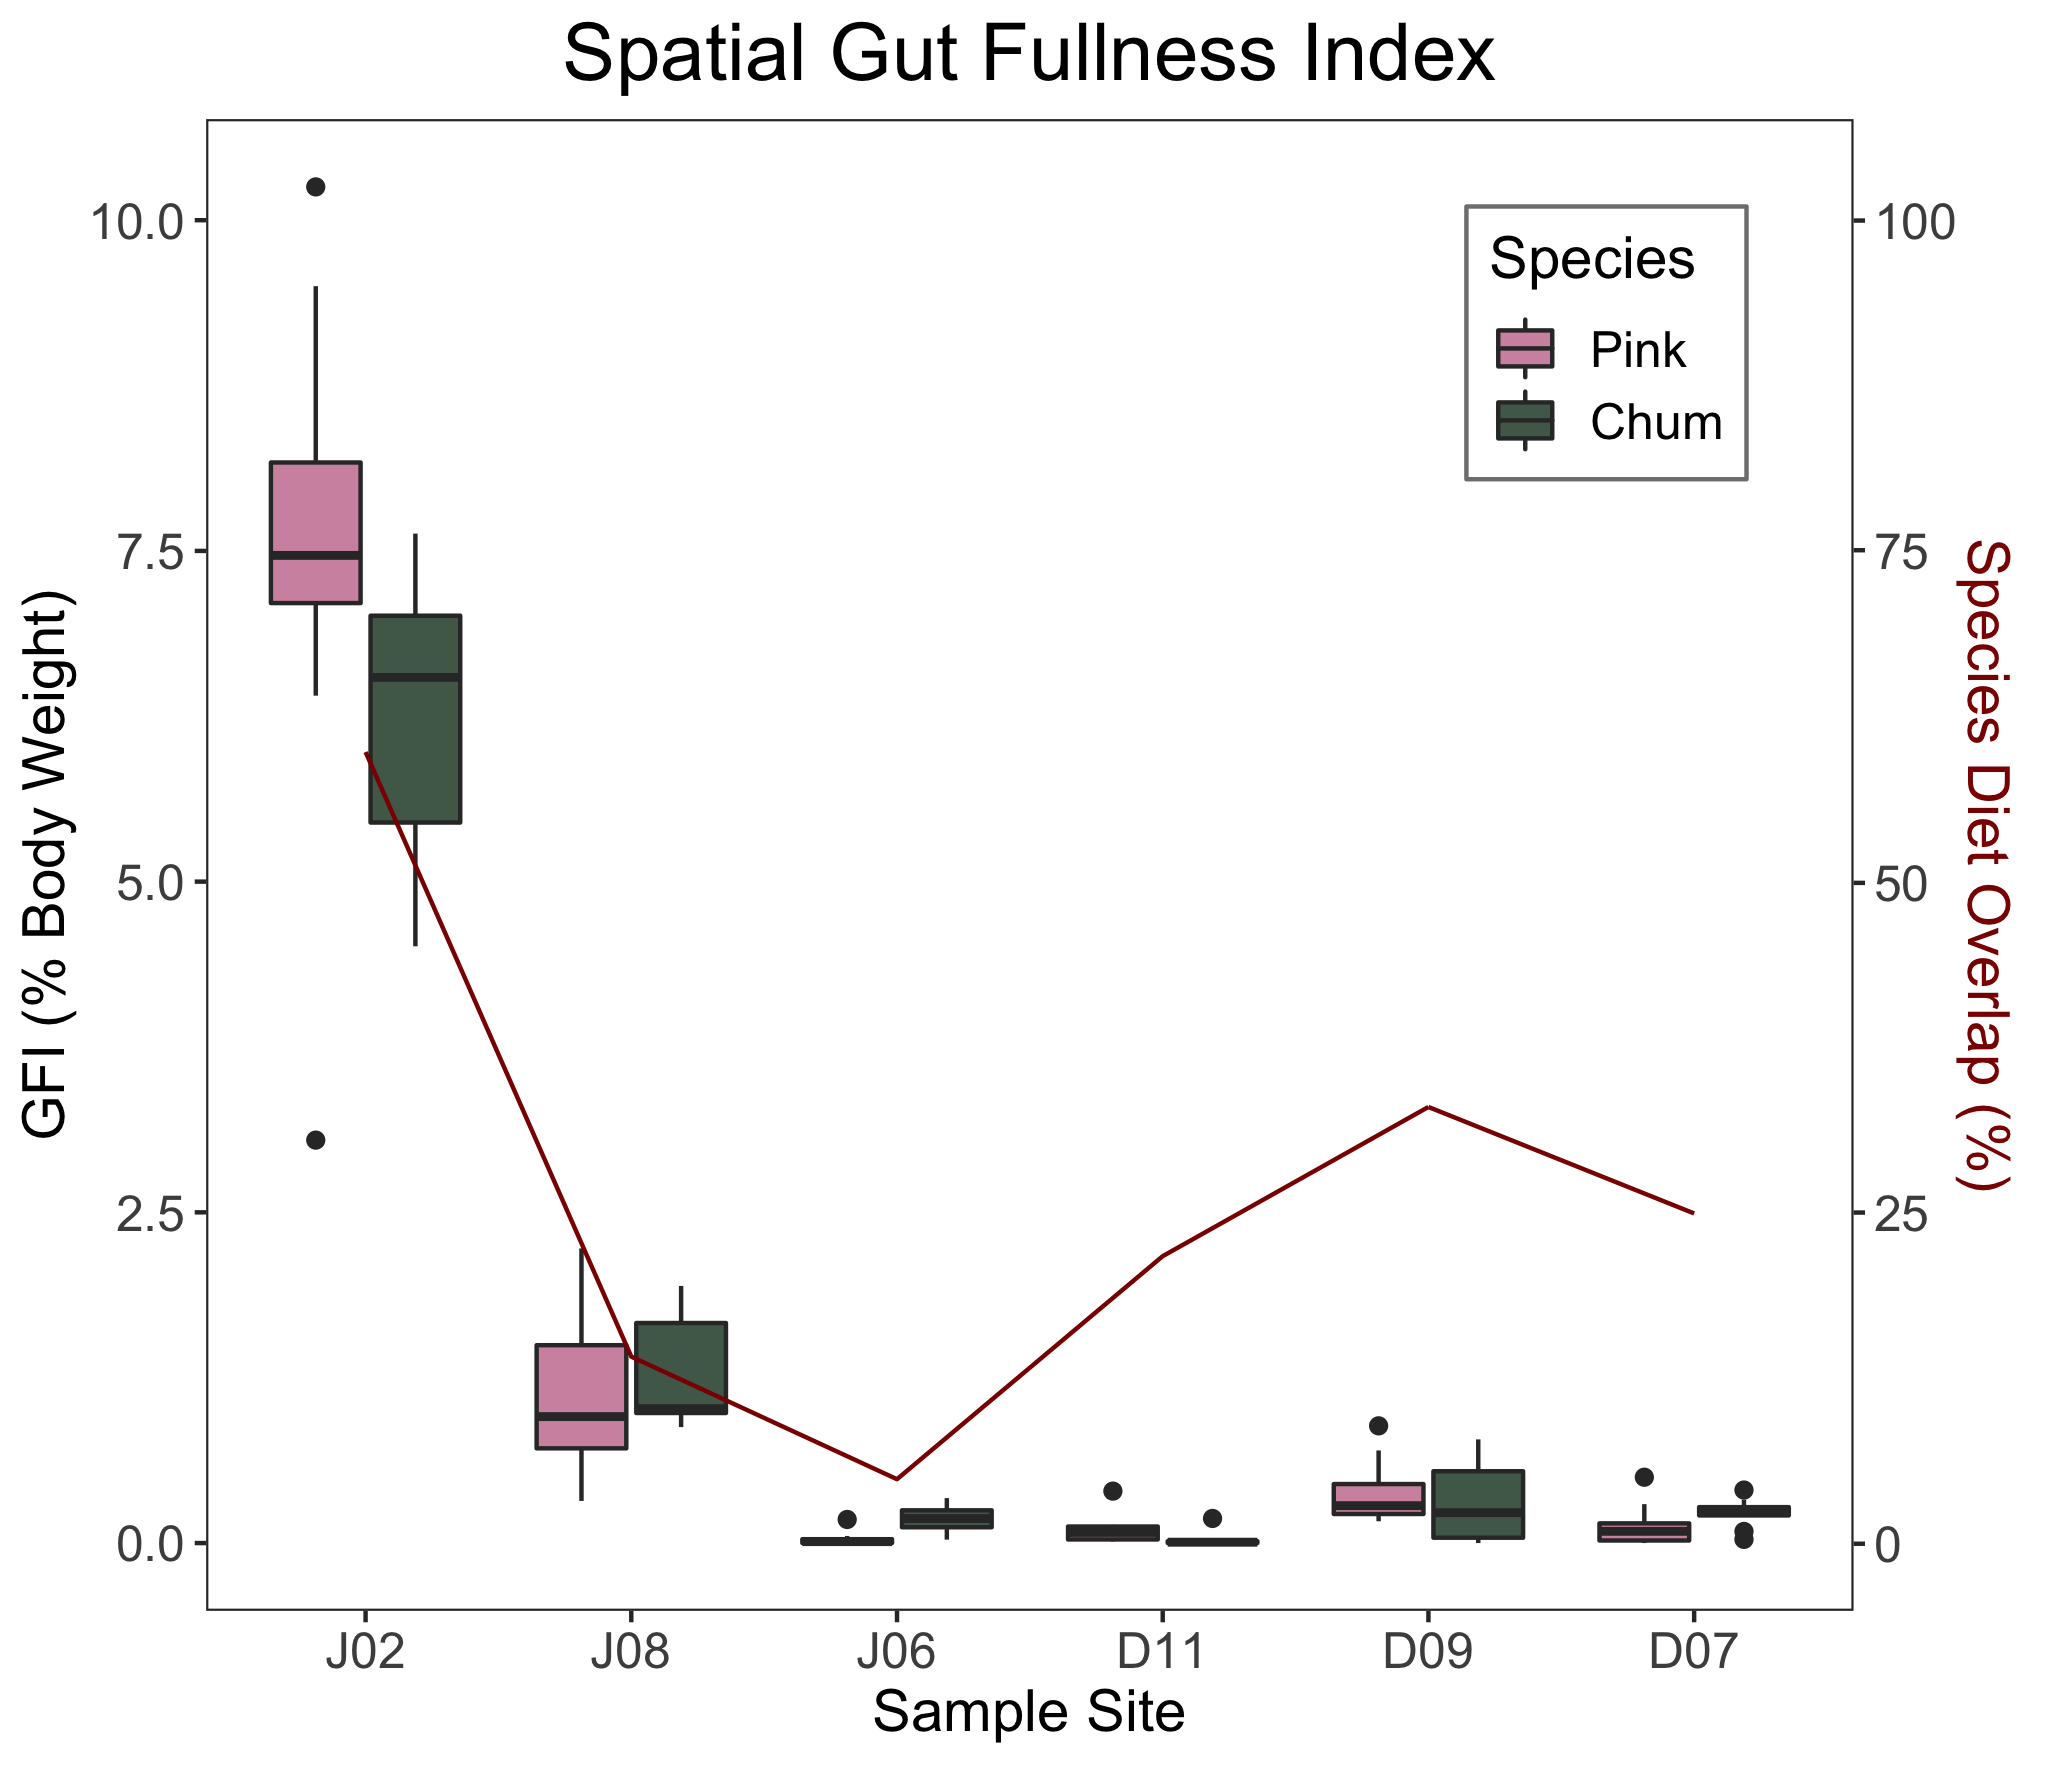 Spatial Gut Fullness Index
GFI (% Body Weight)
10.0
7.5
5.0
2.5
0.0
Species
Pink
Chum
100
75
50
25
0
Species Diet Overlap (%)
J02 J08 J06 D11 D09 D07
Sample Site